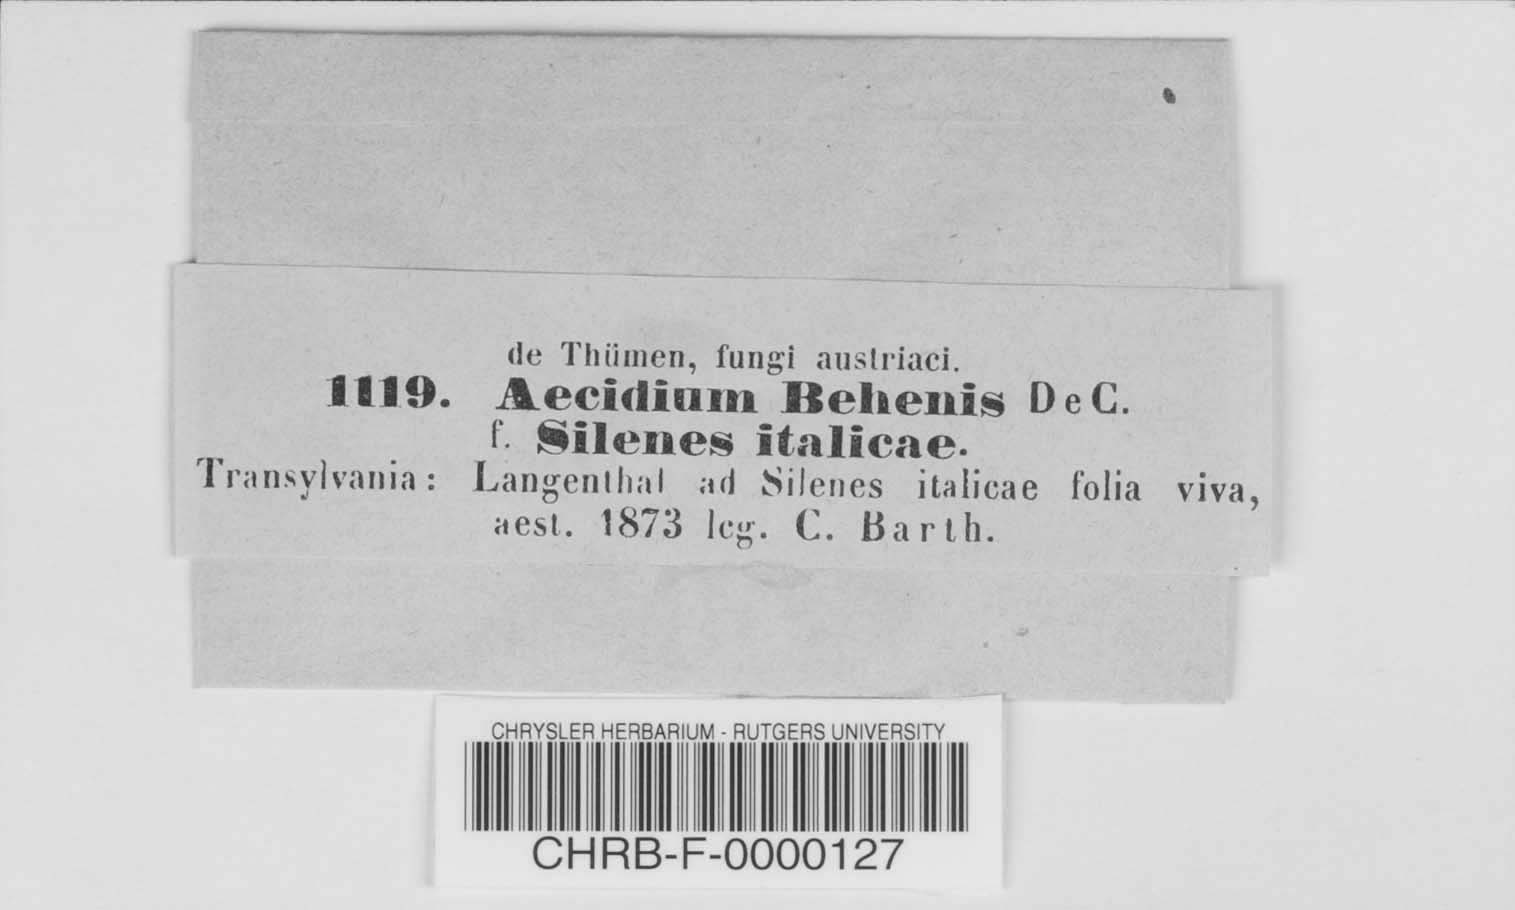 de Thümen, fungi austriaci.
1119. Aecidium Behenis DeC.
f. Silenes italicae.
Transylvania: Langenthal ad Silenes italicae folia viva,
aest. 1873 leg. C. Barth.
CHRYSLER HERBARIUM - RUTGERS UNIVERSITY
CHRB-F-0000127